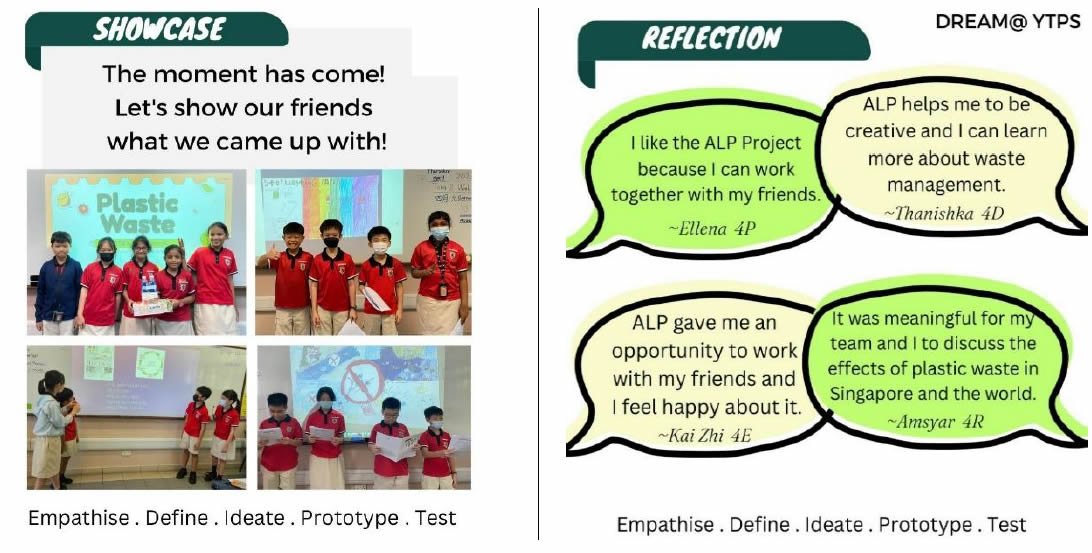 SHOWCASE
The moment has come!
Let's show our friends
what we came up with!
Plastic
Waste
Empathise . Define . Ideate . Prototype . Test
DREAM@ YTPS
REFLECTION
I like the ALP Project
because I can work
together with my friends.
~Ellena 4P
ALP helps me to be
creative and I can learn
more about waste
management.
~Thanishka 4D
ALP gave me an
opportunity to work
with my friends and
I feel happy about it.
~Kai Zhi 4E
It was meaningful for my
team and I to discuss the
effects of plastic waste in
Singapore and the world.
~Amsyar 4R
Empathise . Define . Ideate . Prototype . Test